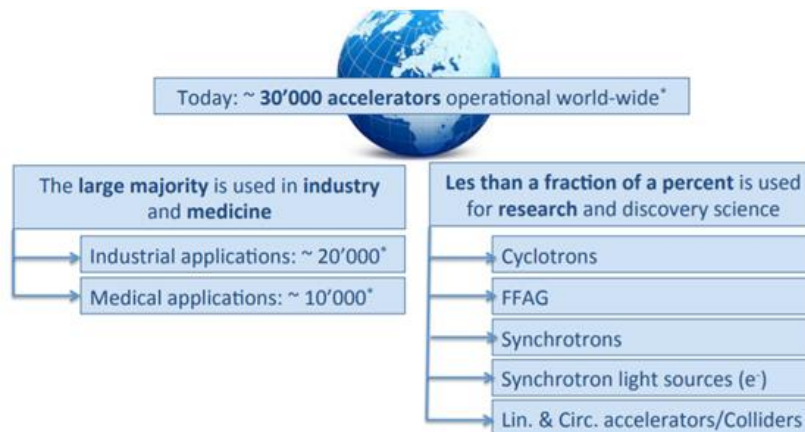 Today: ~ 30'000 accelerators operational world-wide*
The large majority is used in industry
and medicine
Industrial applications: ~ 20'000*
Medical applications: ~ 10'000*
Les than a fraction of a percent is used
for research and discovery science
Cyclotrons
FFAG
Synchrotrons
Synchrotron light sources (e⁻)
Lin. & Circ. accelerators/Colliders